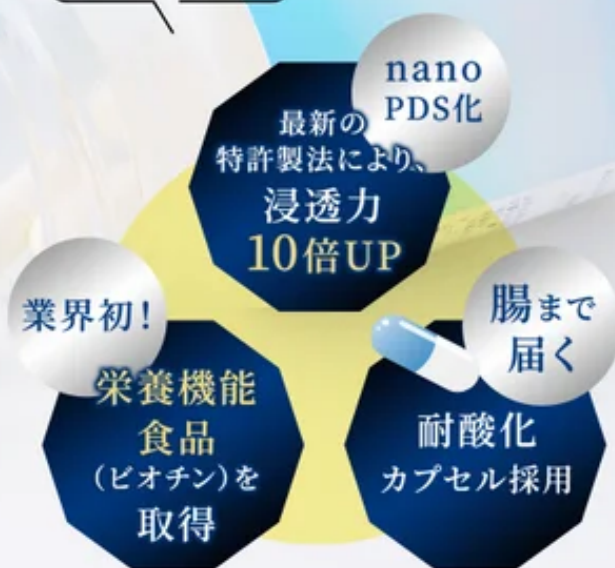 nano
PDS化
最新の
特許製法により、
浸透力
10倍UP
業界初!
栄養機能
食品
(ビオチン)を
取得
腸まで
届く
耐酸化
カプセル採用